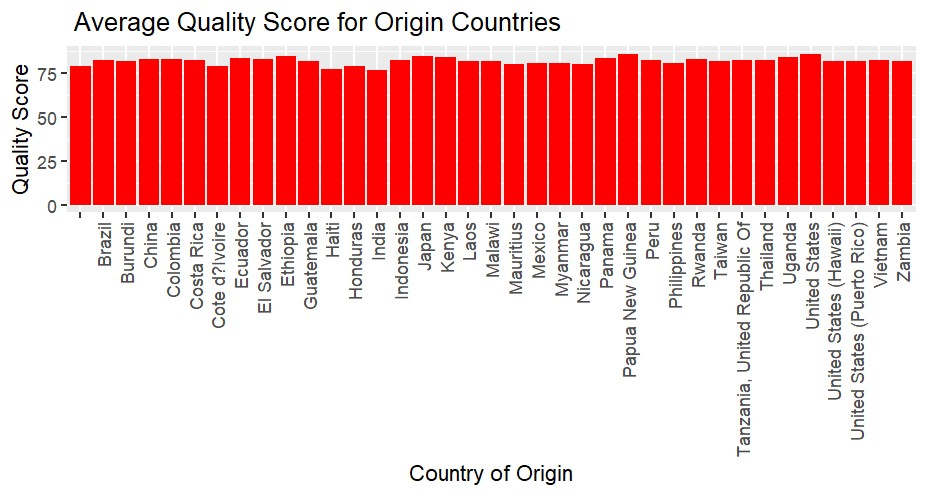 Average Quality Score for Origin Countries
Quality Score
75
50
25
0
Brazil
Burundi
China
Colombia
Costa Rica
Cote d?Ivoire
Ecuador
El Salvador
Ethiopia
Guatemala
Haiti
Honduras
India
Indonesia
Japan
Kenya
Laos
Malawi
Mauritius
Mexico
Myanmar
Nicaragua
Panama
Papua New Guinea
Peru
Philippines
Rwanda
Taiwan
Tanzania, United Republic Of
Thailand
Uganda
United States
United States (Hawaii)
United States (Puerto Rico)
Vietnam
Zambia
Country of Origin